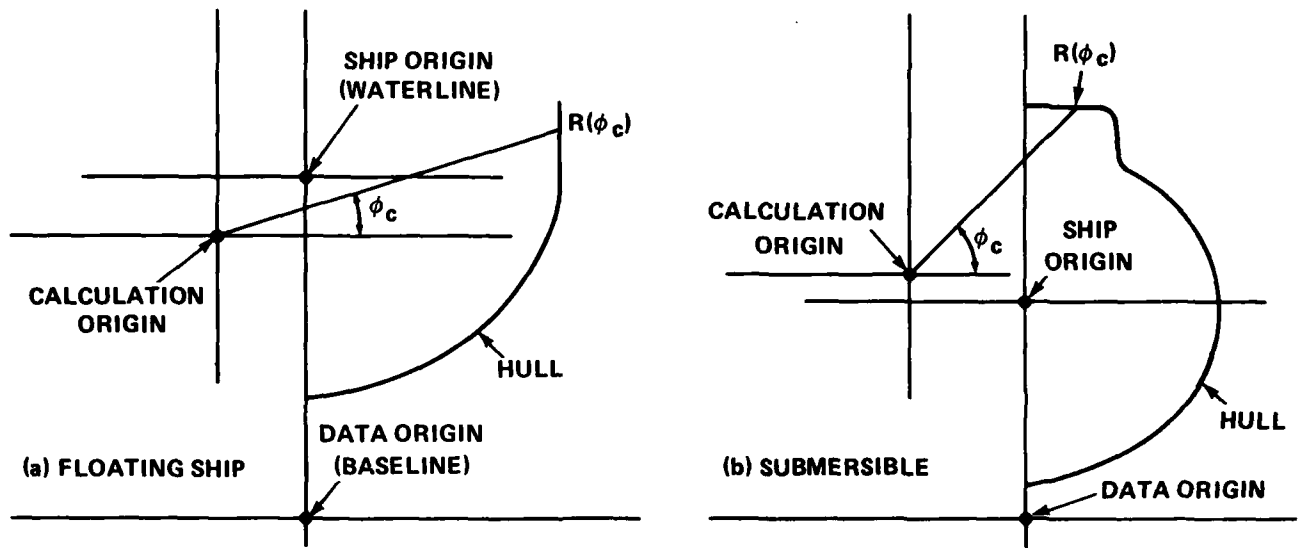 SHIP ORIGIN
(WATERLINE)
R(ϕc)
ϕc
CALCULATION
ORIGIN
HULL
DATA ORIGIN
(BASELINE)
(a) FLOATING SHIP
R(ϕc)
CALCULATION
ORIGIN
ϕc
SHIP
ORIGIN
HULL
(b) SUBMERSIBLE
DATA ORIGIN